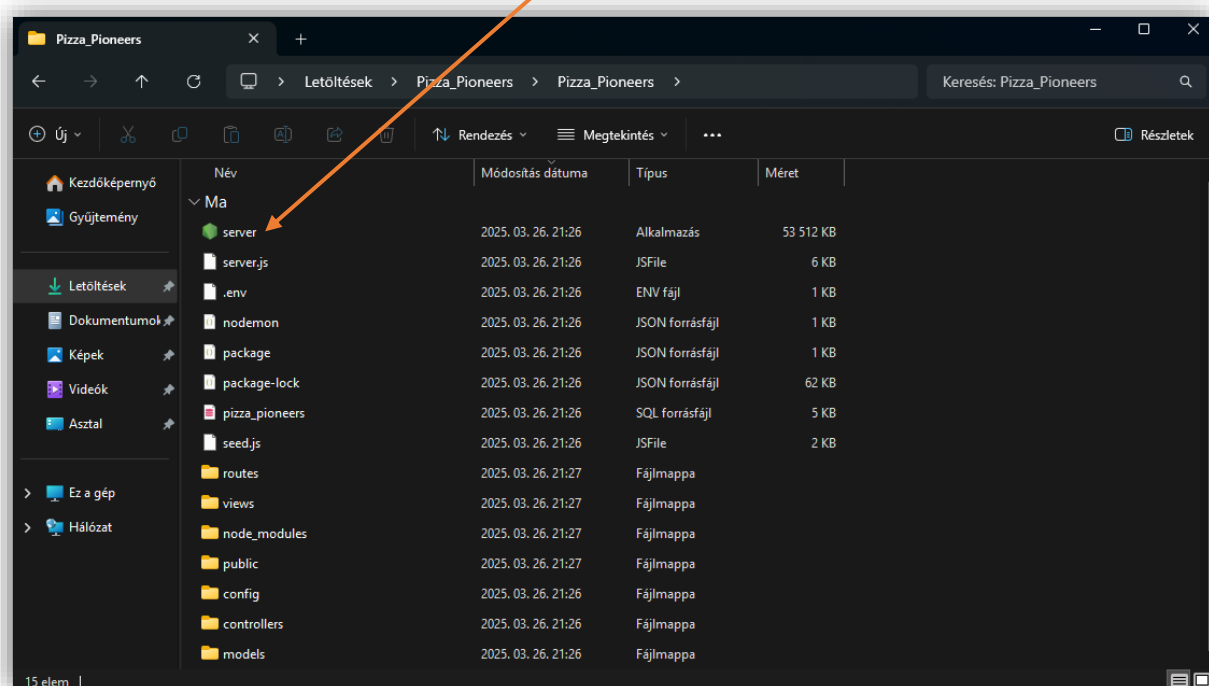 Pizza_Pioneers
Letöltések > Pizza_Pioneers > Pizza_Pioneers >
Keresés: Pizza_Pioneers
Új
Rendezés
Megtekintés
Részletek
Kezdőképernyő
Gyűjtemény
Letöltések
Dokumentumok
Képek
Videók
Asztal
Ez a gép
Hálózat
Név Módosítás dátuma Típus Méret
Ma
server 2025. 03. 26. 21:26 Alkalmazás 53 512 KB
server.js 2025. 03. 26. 21:26 JSFile 6 KB
.env 2025. 03. 26. 21:26 ENV fájl 1 KB
nodemon 2025. 03. 26. 21:26 JSON forrásfájl 1 KB
package 2025. 03. 26. 21:26 JSON forrásfájl 1 KB
package-lock 2025. 03. 26. 21:26 JSON forrásfájl 62 KB
pizza_pioneers 2025. 03. 26. 21:26 SQL forrásfájl 5 KB
seed.js 2025. 03. 26. 21:26 JSFile 2 KB
routes 2025. 03. 26. 21:27 Fájlmappa
views 2025. 03. 26. 21:27 Fájlmappa
node_modules 2025. 03. 26. 21:27 Fájlmappa
public 2025. 03. 26. 21:27 Fájlmappa
config 2025. 03. 26. 21:26 Fájlmappa
controllers 2025. 03. 26. 21:26 Fájlmappa
models 2025. 03. 26. 21:26 Fájlmappa
15 elem